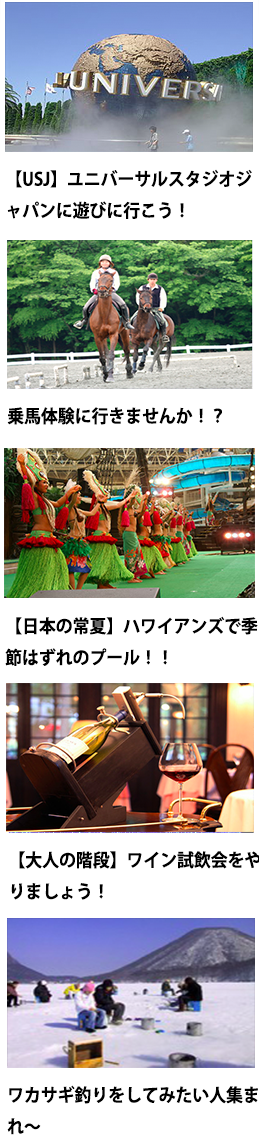 UNIVERS
【USJ】ユニバーサルスタジオジ
ャパンに遊びに行こう！
乗馬体験に行きませんか！？
【日本の常夏】ハワイアンズで季
節はずれのプール！！
【大人の階段】ワイン試飲会をや
りましょう！
ワカサギ釣りをしてみたい人集ま
れ～